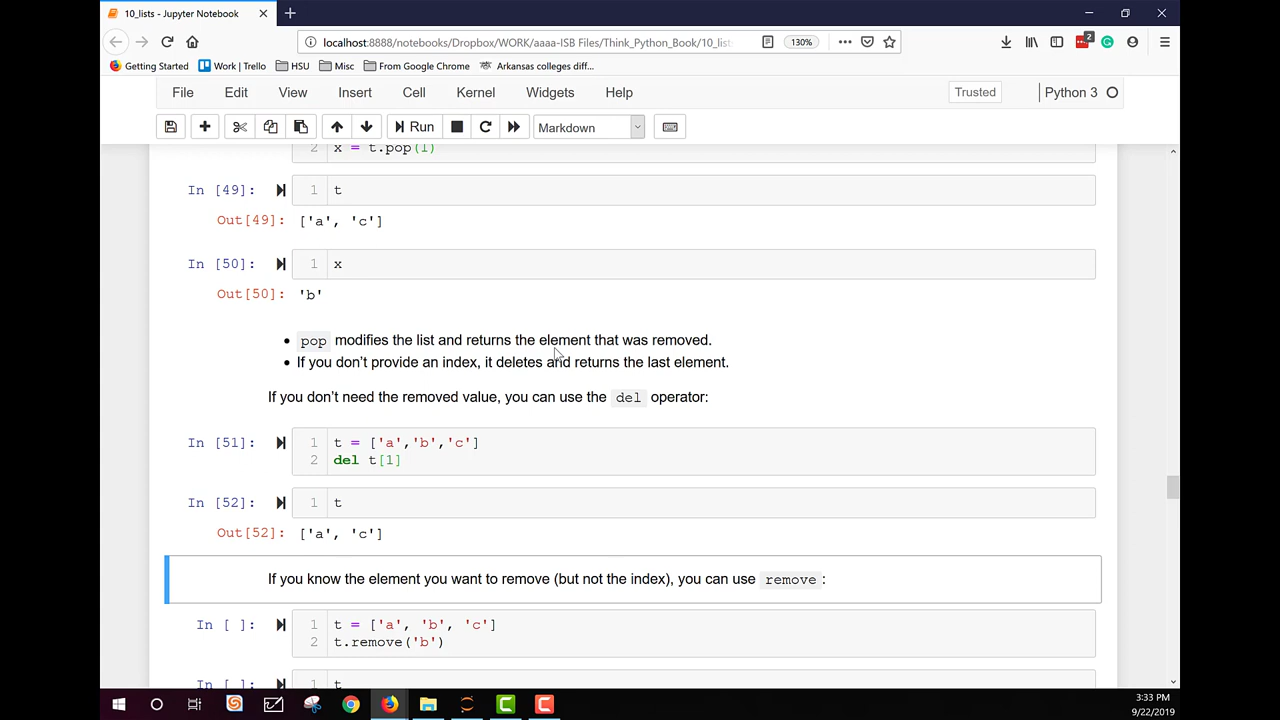 10_lists - Jupyter Notebook
localhost:8888/notebooks/Dropbox/WORK/aaaa-ISB Files/Think_Python_Book/10_lists
130%
Getting Started
Work | Trello
HSU
Misc
From Google Chrome
Arkansas colleges diff...
2
File Edit View Insert Cell Kernel Widgets Help
Trusted
Python 3
Run
Markdown
2 x = t.pop(1)
In [49]: 1 t
Out[49]: ['a', 'c']
In [50]: 1 x
Out[50]: 'b'
• pop modifies the list and returns the element that was removed.
• If you don't provide an index, it deletes and returns the last element.
If you don't need the removed value, you can use the del operator:
In [51]: 1 t = ['a','b','c']
2 del t[1]
In [52]: 1 t
Out[52]: ['a', 'c']
If you know the element you want to remove (but not the index), you can use remove:
In [ ]: 1 t = ['a', 'b', 'c']
2 t.remove('b')
In [ ]: 1 t
3:33 PM
9/22/2019